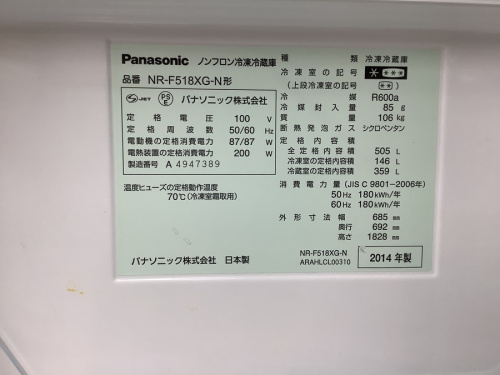 Panasonic ノンフロン冷凍冷蔵庫
品番 NR-F518XG-N形
S JET PS E パナソニック株式会社
定格電圧 100 V
定格周波数 50/60 Hz
電動機の定格消費電力 87/87 W
電熱装置の定格消費電力 200 W
製造番号 A 4947389
温度ヒューズの定格動作温度
70℃(冷凍室霜取用)
パナソニック株式会社 日本製
種類 冷凍冷蔵庫
冷凍室の記号 * ***
(上段冷凍室の記号 **)
冷媒 R600a
冷媒封入量 85 g
質量 106 kg
断熱発泡ガス シクロペンタン
定格内容積
全定格内容積 505 L
冷凍室の定格内容積 146 L
冷蔵室の定格内容積 359 L
消費電力量(JIS C 9801-2006年)
50Hz 180 kWh/年
60Hz 180 kWh/年
外形寸法 幅 685 mm
奥行 692 mm
高さ 1828 mm
NR-F518XG-N
ARAHLCL00310
2014 年製